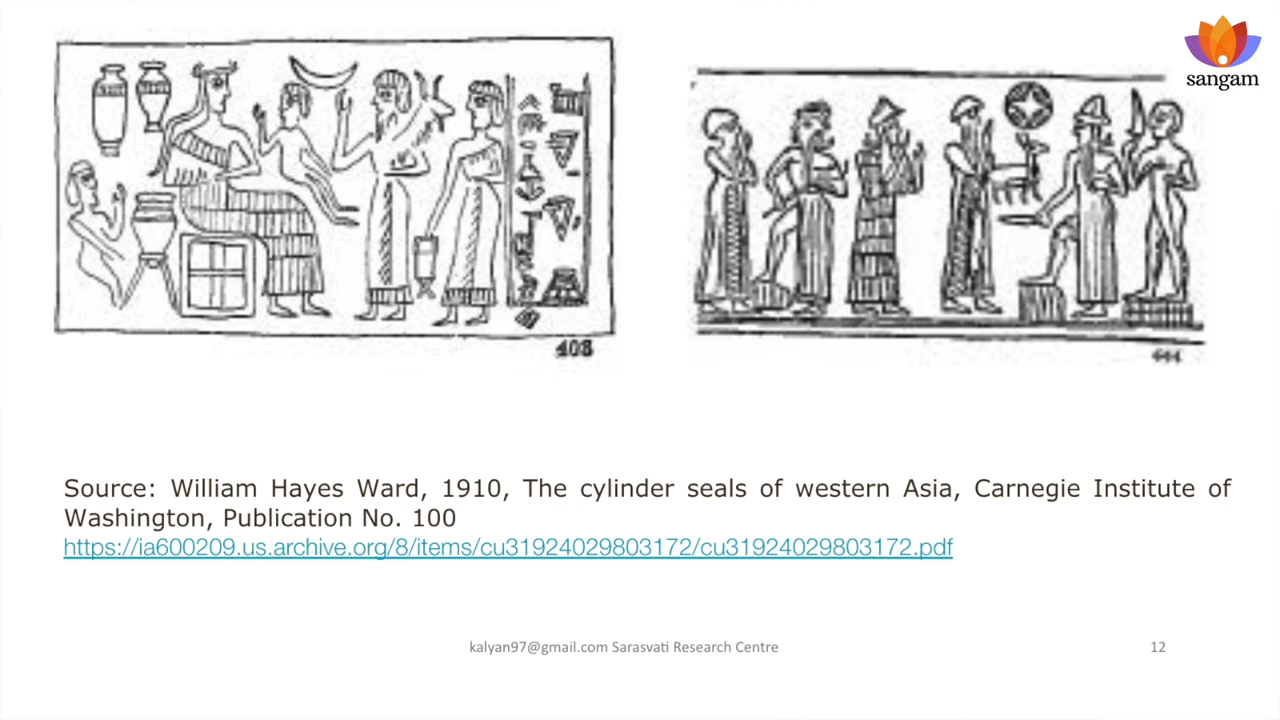 sangam
408
Source: William Hayes Ward, 1910, The cylinder seals of western Asia, Carnegie Institute of
Washington, Publication No. 100
https://ia600209.us.archive.org/8/items/cu31924029803172/cu31924029803172.pdf
kalyan97@gmail.com Sarasvati Research Centre
12